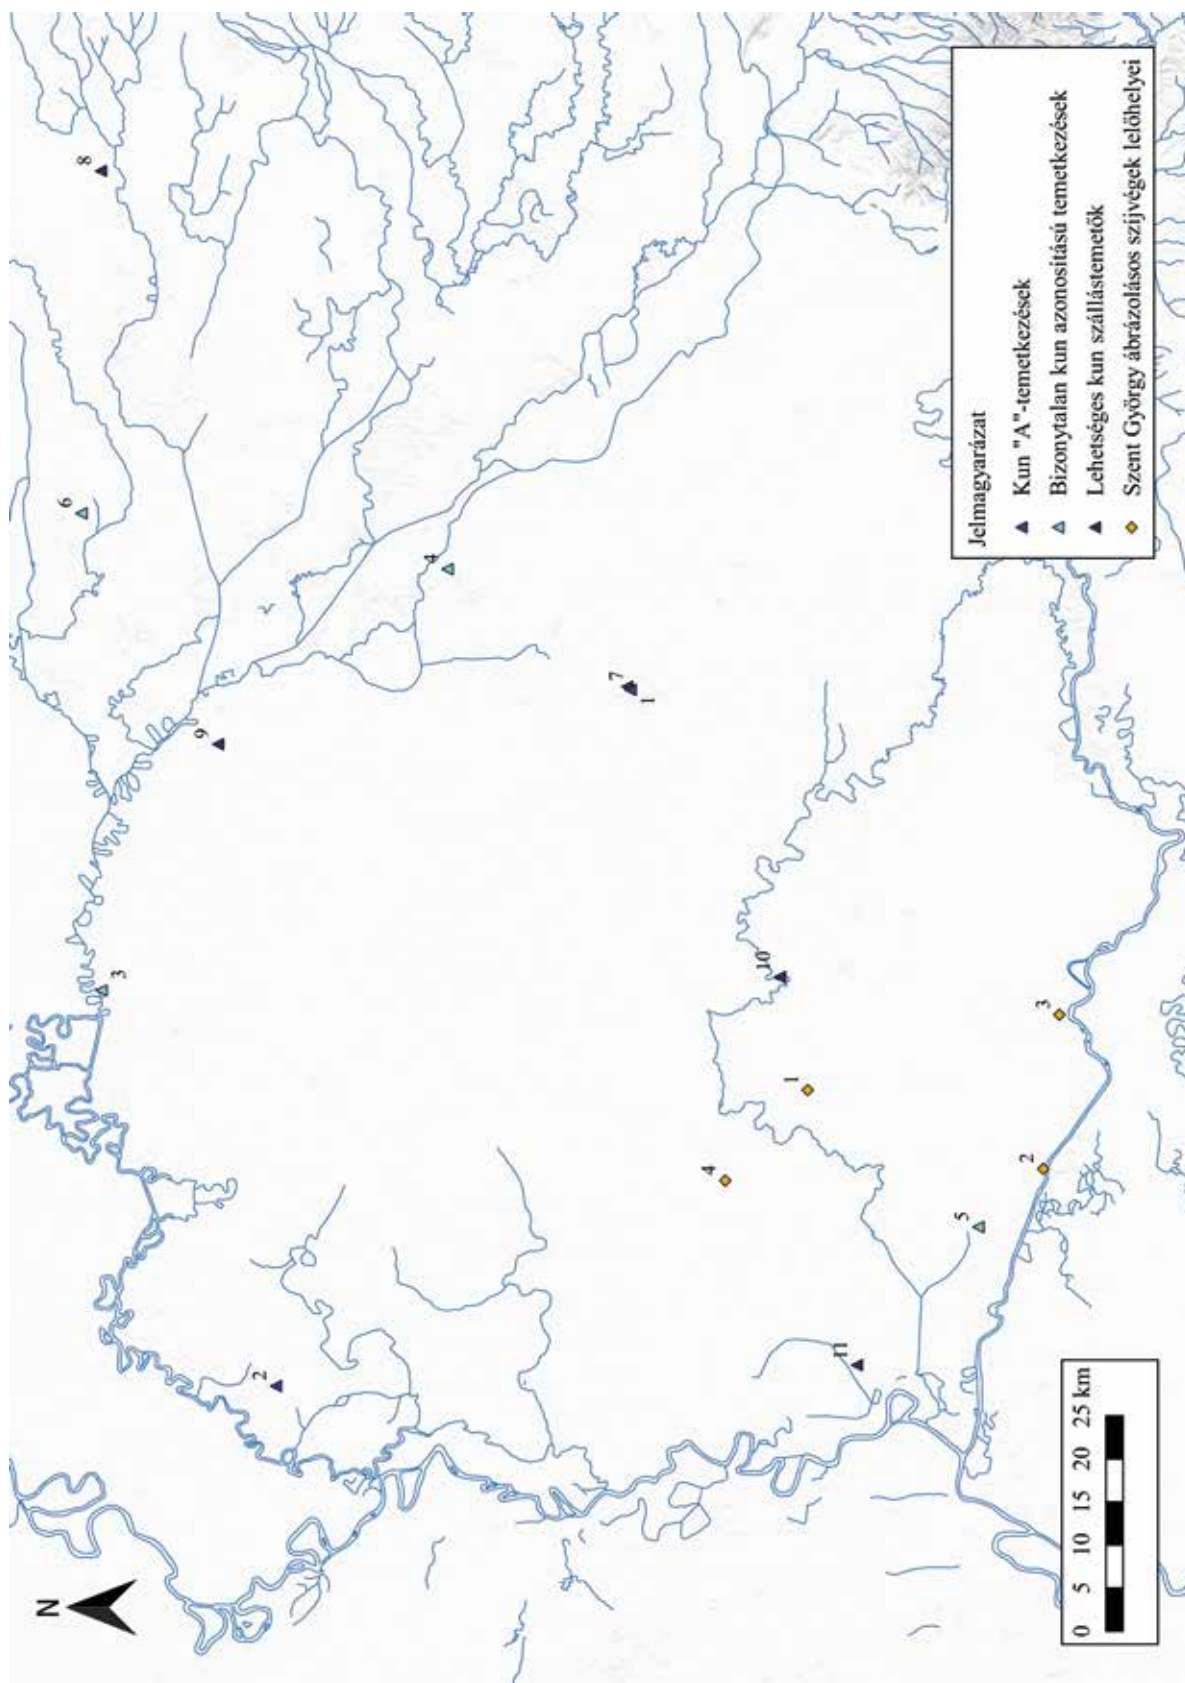 N
8
6
4
9
7
1
3
10
3
1
4
2
5
2
11
Jelmagyarázat
Kun "A"-temetkezések
Bizonytalan kun azonosítású temetkezések
Lehetséges kun szállástemetők
Szent György ábrázolásos szíjvégek lelőhelyei
0 5 10 15 20 25 km